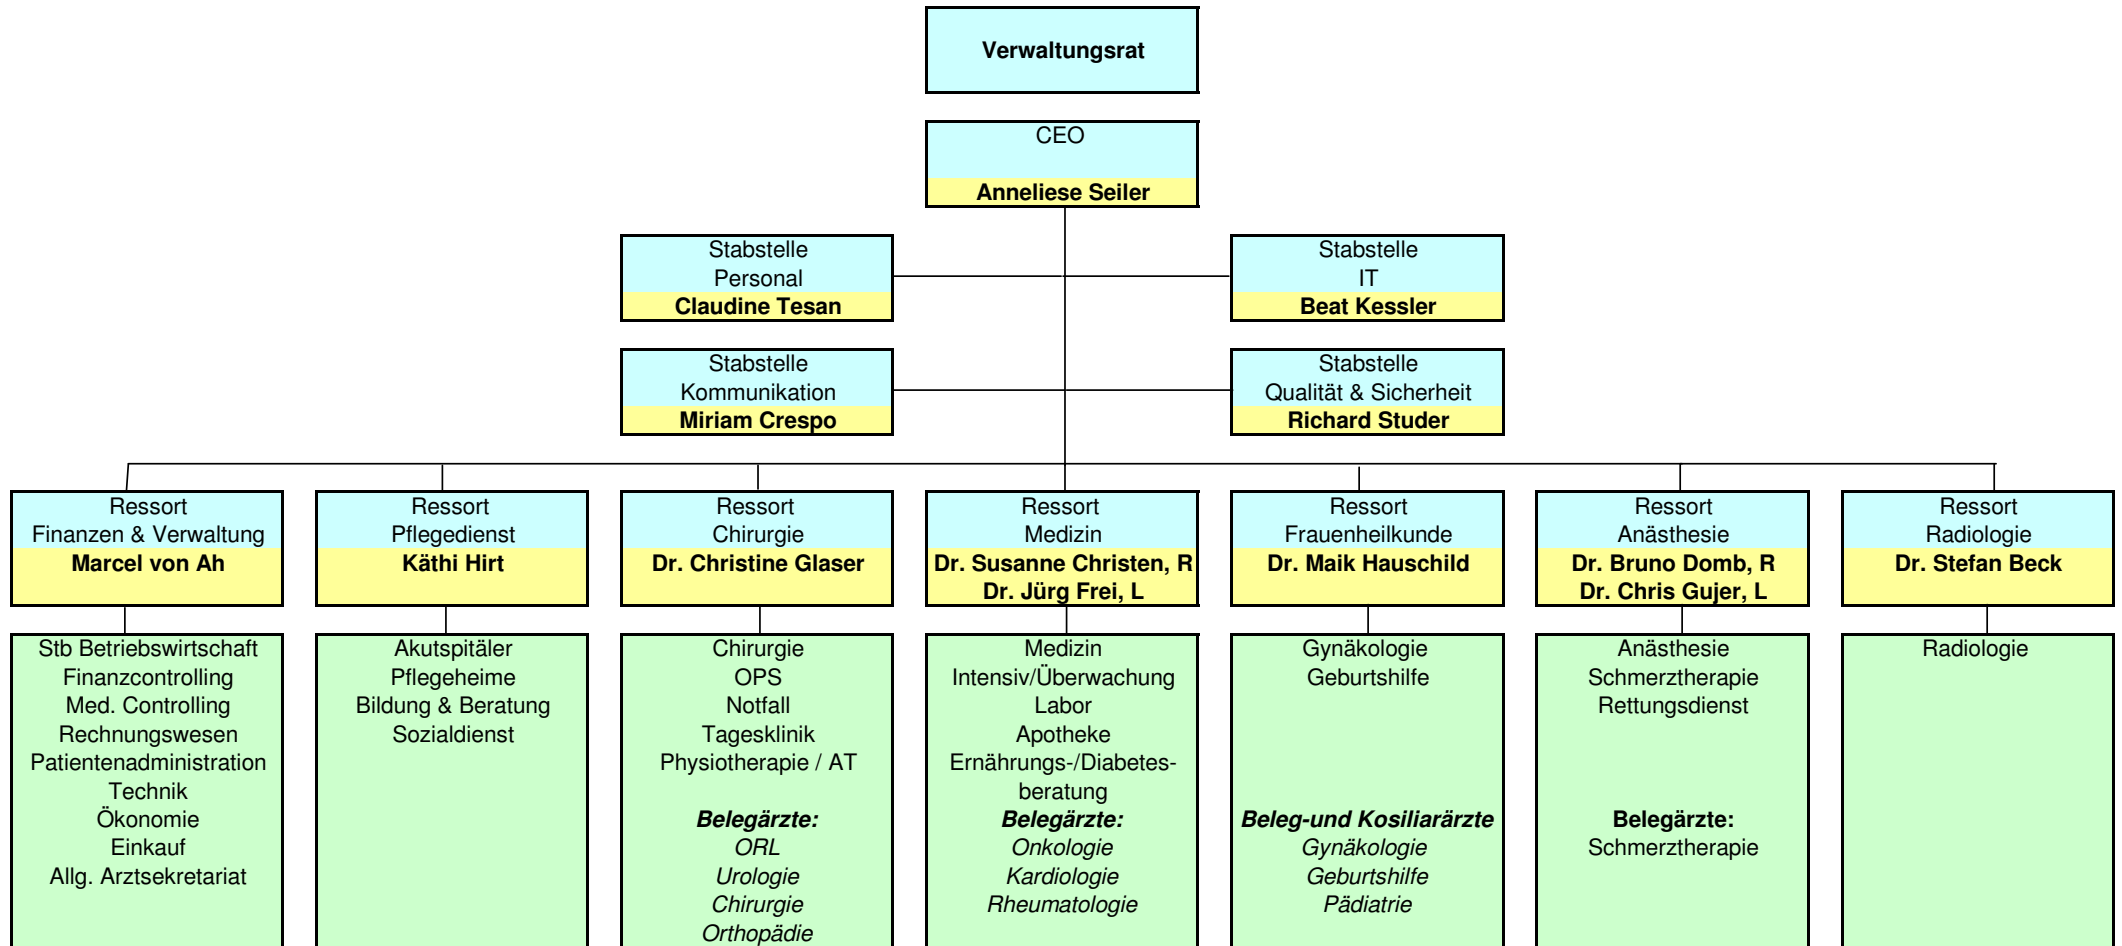 Verwaltungsrat
CEO
Anneliese Seiler
Stabstelle
Personal
Claudine Tesan
Stabstelle
IT
Beat Kessler
Stabstelle
Kommunikation
Miriam Crespo
Stabstelle
Qualität & Sicherheit
Richard Studer
Ressort
Finanzen & Verwaltung
Marcel von Ah
Ressort
Pflegedienst
Käthi Hirt
Ressort
Chirurgie
Dr. Christine Glaser
Ressort
Medizin
Dr. Susanne Christen, R
Dr. Jürg Frei, L
Ressort
Frauenheilkunde
Dr. Maik Hauschild
Ressort
Anästhesie
Dr. Bruno Domb, R
Dr. Chris Gujer, L
Ressort
Radiologie
Dr. Stefan Beck
Stb Betriebswirtschaft
Finanzcontrolling
Med. Controlling
Rechnungswesen
Patientenadministration
Technik
Ökonomie
Einkauf
Allg. Arztsekretariat
Akutspitäler
Pflegeheime
Bildung & Beratung
Sozialdienst
Chirurgie
OPS
Notfall
Tagesklinik
Physiotherapie / AT
Belegärzte:
ORL
Urologie
Chirurgie
Orthopädie
Medizin
Intensiv/Überwachung
Labor
Apotheke
Ernährungs-/Diabetes-
beratung
Belegärzte:
Onkologie
Kardiologie
Rheumatologie
Gynäkologie
Geburtshilfe
Beleg-und Kosiliarärzte
Gynäkologie
Geburtshilfe
Pädiatrie
Anästhesie
Schmerztherapie
Rettungsdienst
Belegärzte:
Schmerztherapie
Radiologie